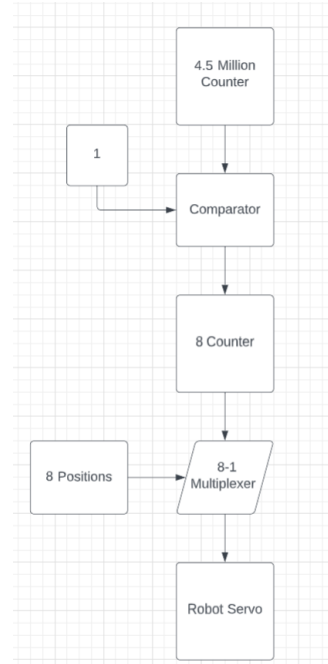 4.5 Million
Counter
1
Comparator
8 Counter
8 Positions
8-1
Multiplexer
Robot Servo